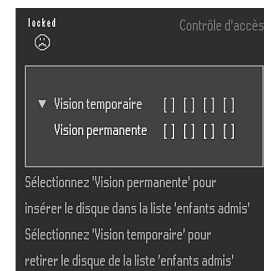 locked
Contrôle d'accès
▼ Vision temporaire [ ] [ ] [ ] [ ]
Vision permanente [ ] [ ] [ ] [ ]
Sélectionnez 'Vision permanente' pour
insérer le disque dans la liste 'enfants admis'
Sélectionnez 'Vision temporaire' pour
retirer le disque de la liste 'enfants admis'